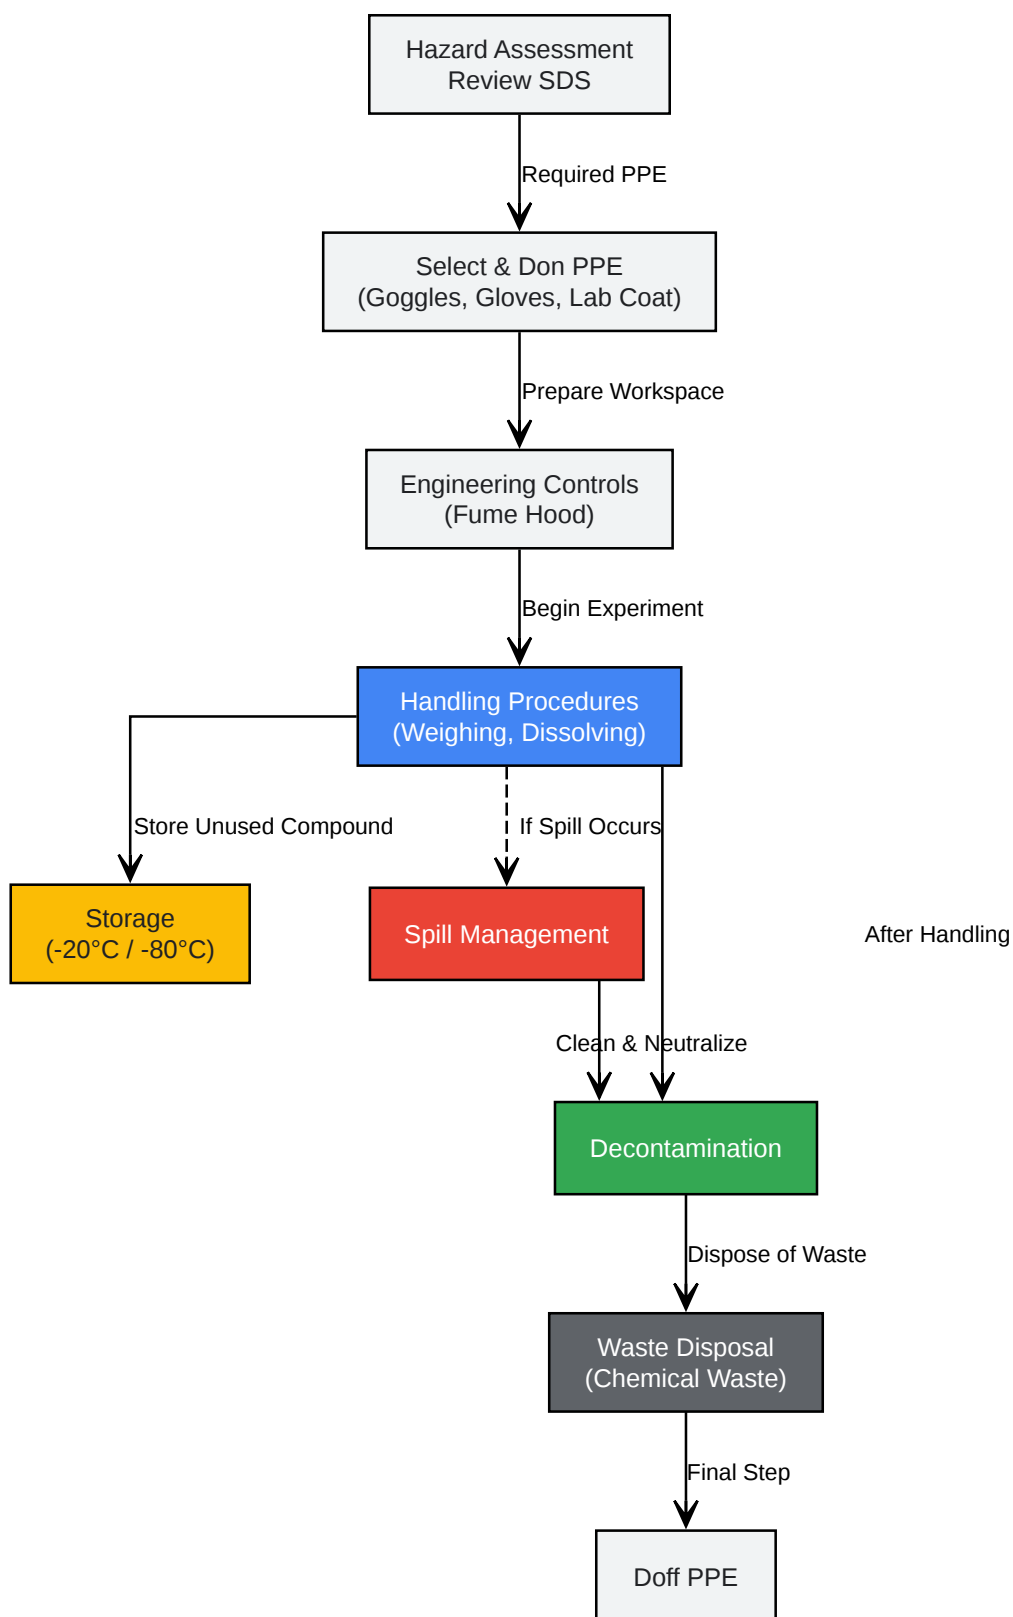 Hazard Assessment
Review SDS
Required PPE
Select & Don PPE
(Goggles, Gloves, Lab Coat)
Prepare Workspace
Engineering Controls
(Fume Hood)
Begin Experiment
Handling Procedures
(Weighing, Dissolving)
Store Unused Compound
If Spill Occurs
Storage
(-20°C / -80°C)
Spill Management
After Handling
Clean & Neutralize
Decontamination
Dispose of Waste
Waste Disposal
(Chemical Waste)
Final Step
Doff PPE